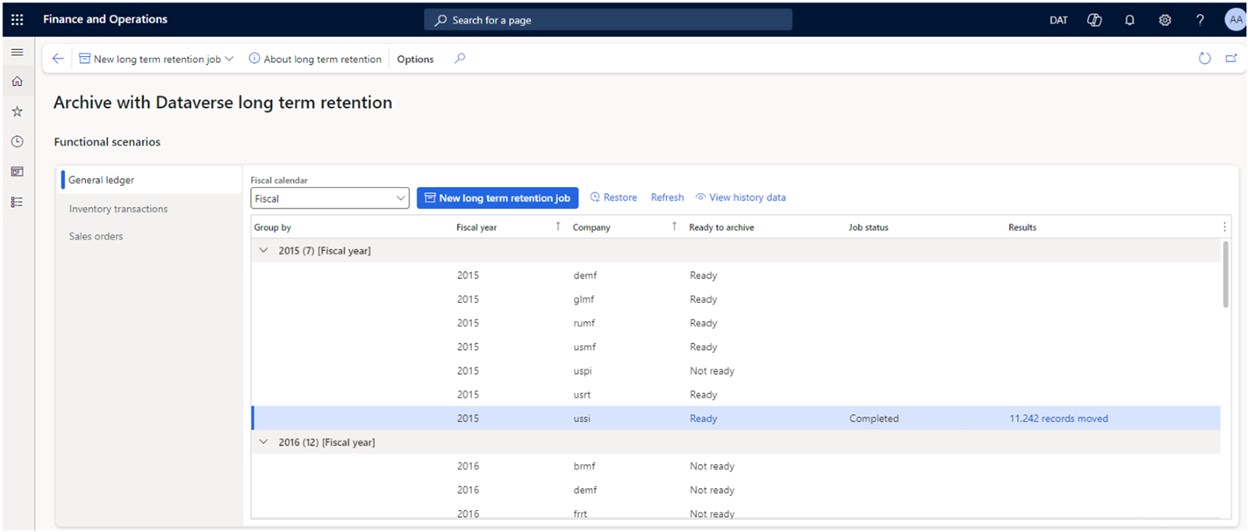 Finance and Operations
Search for a page
DAT
AA
New long term retention job
About long term retention
Options
Archive with Dataverse long term retention
Functional scenarios
General ledger
Inventory transactions
Sales orders
Fiscal calendar
Fiscal
New long term retention job
Restore
Refresh
View history data
Group by Fiscal year Company Ready to archive Job status Results
2015 (7) [Fiscal year]
2015 demf Ready
2015 glmf Ready
2015 rumf Ready
2015 usmf Ready
2015 uspi Not ready
2015 usrt Ready
2015 ussi Ready Completed 11,242 records moved
2016 (12) [Fiscal year]
2016 brmf Not ready
2016 demf Not ready
2016 frrt Not ready